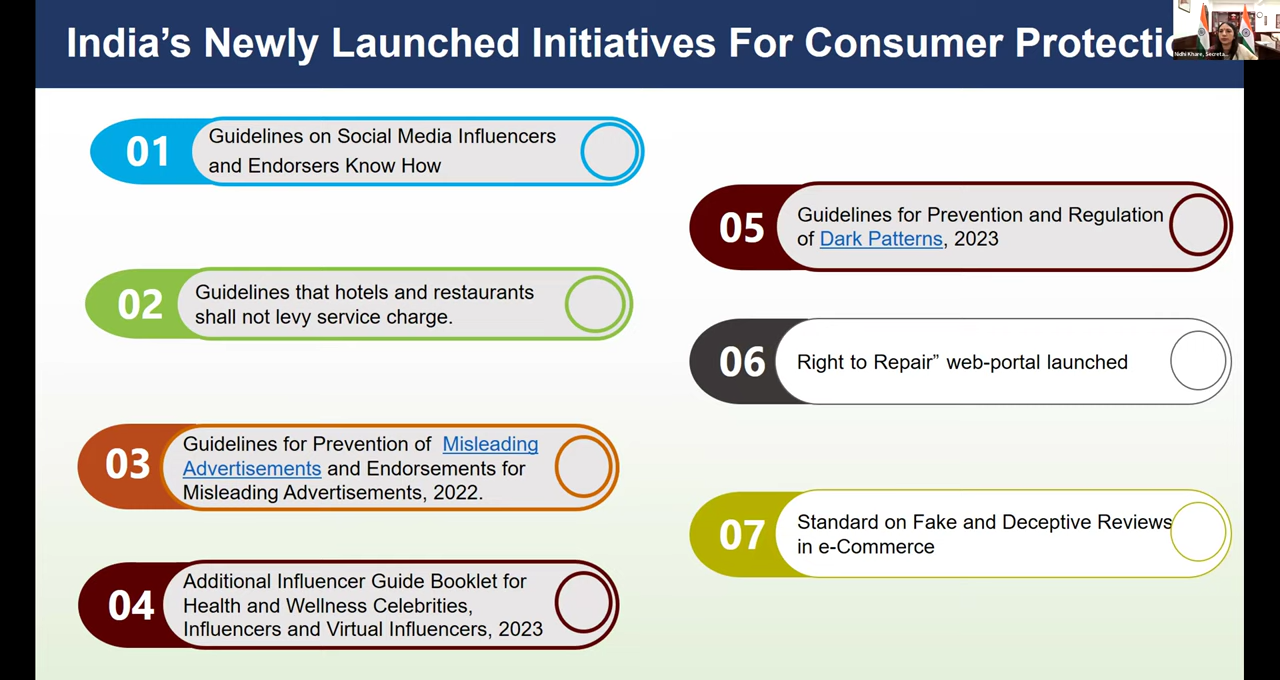 India's Newly Launched Initiatives For Consumer Protectio
Nidhi Khare, Secreta...
01
Guidelines on Social Media Influencers
and Endorsers Know How
02
Guidelines that hotels and restaurants
shall not levy service charge.
03
Guidelines for Prevention of Misleading
Advertisements and Endorsements for
Misleading Advertisements, 2022.
04
Additional Influencer Guide Booklet for
Health and Wellness Celebrities,
Influencers and Virtual Influencers, 2023
05
Guidelines for Prevention and Regulation
of Dark Patterns, 2023
06
Right to Repair” web-portal launched
07
Standard on Fake and Deceptive Reviews
in e-Commerce